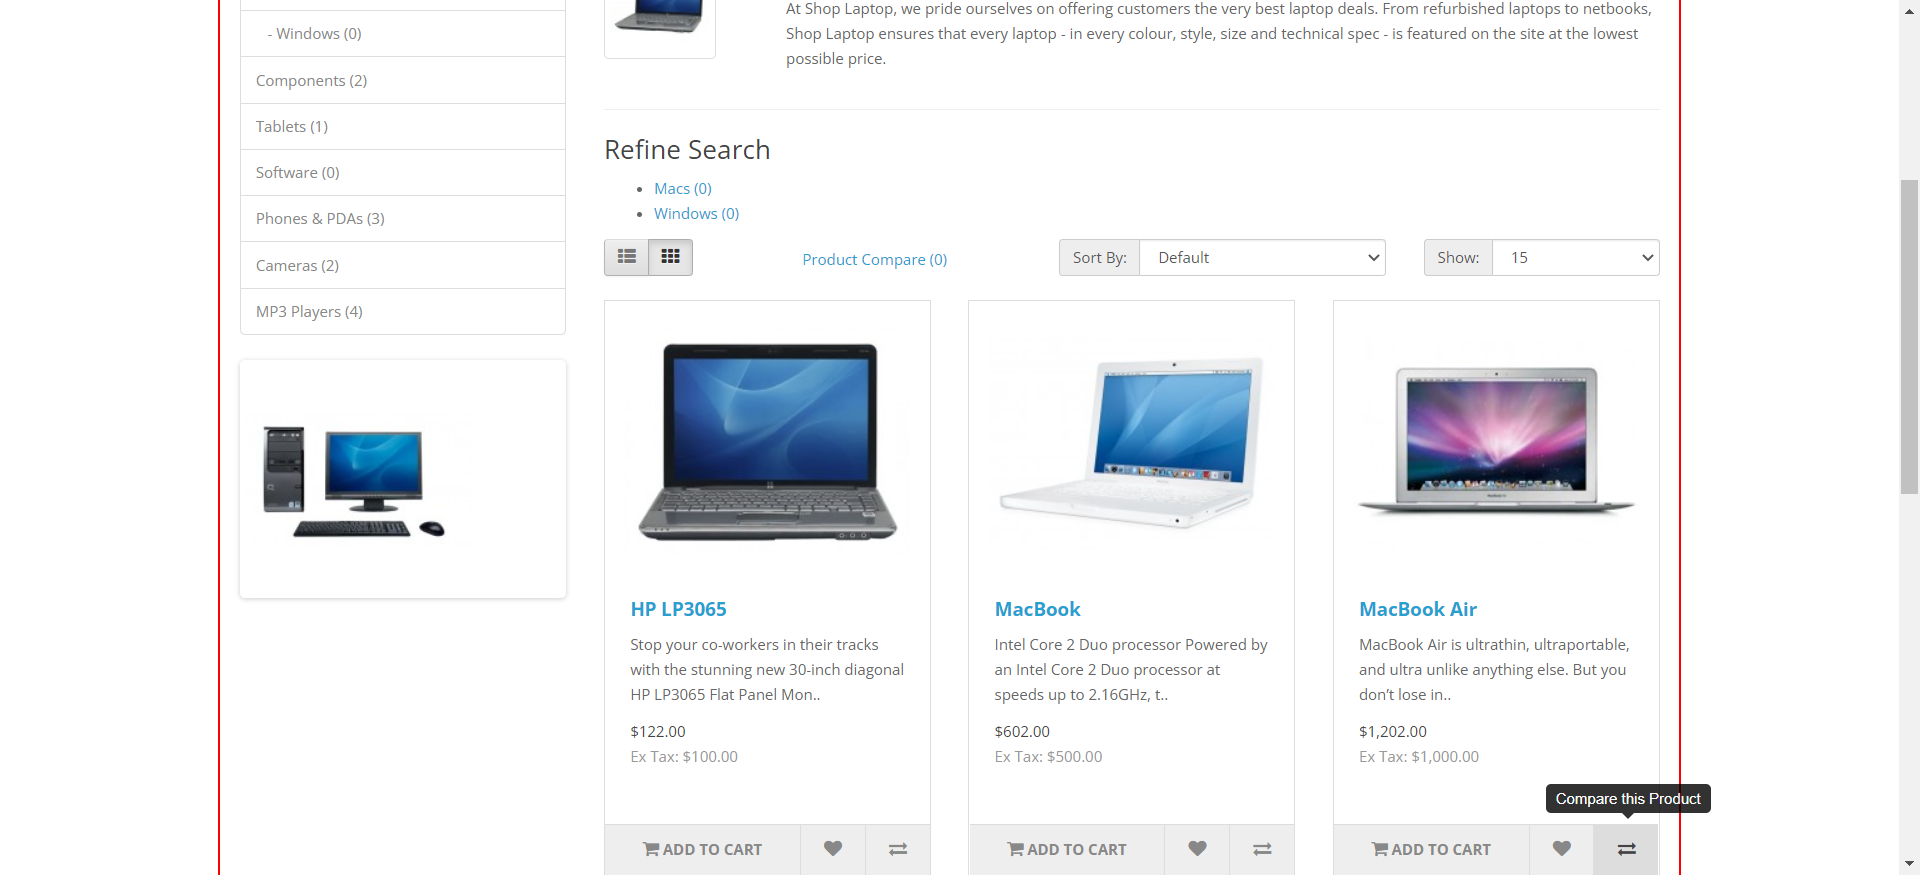 - Windows (0)
Components (2)
Tablets (1)
Software (0)
Phones & PDAs (3)
Cameras (2)
MP3 Players (4)
At Shop Laptop, we pride ourselves on offering customers the very best laptop deals. From refurbished laptops to netbooks,
Shop Laptop ensures that every laptop - in every colour, style, size and technical spec - is featured on the site at the lowest
possible price.
Refine Search
Macs (0)
Windows (0)
Product Compare (0)
Sort By:
Default
Show:
15
HP LP3065
Stop your co-workers in their tracks
with the stunning new 30-inch diagonal
HP LP3065 Flat Panel Mon..
$122.00
Ex Tax: $100.00
ADD TO CART
MacBook
Intel Core 2 Duo processor Powered by
an Intel Core 2 Duo processor at
speeds up to 2.16GHz, t..
$602.00
Ex Tax: $500.00
ADD TO CART
MacBook Air
MacBook Air is ultrathin, ultraportable,
and ultra unlike anything else. But you
don’t lose in..
$1,202.00
Ex Tax: $1,000.00
Compare this Product
ADD TO CART